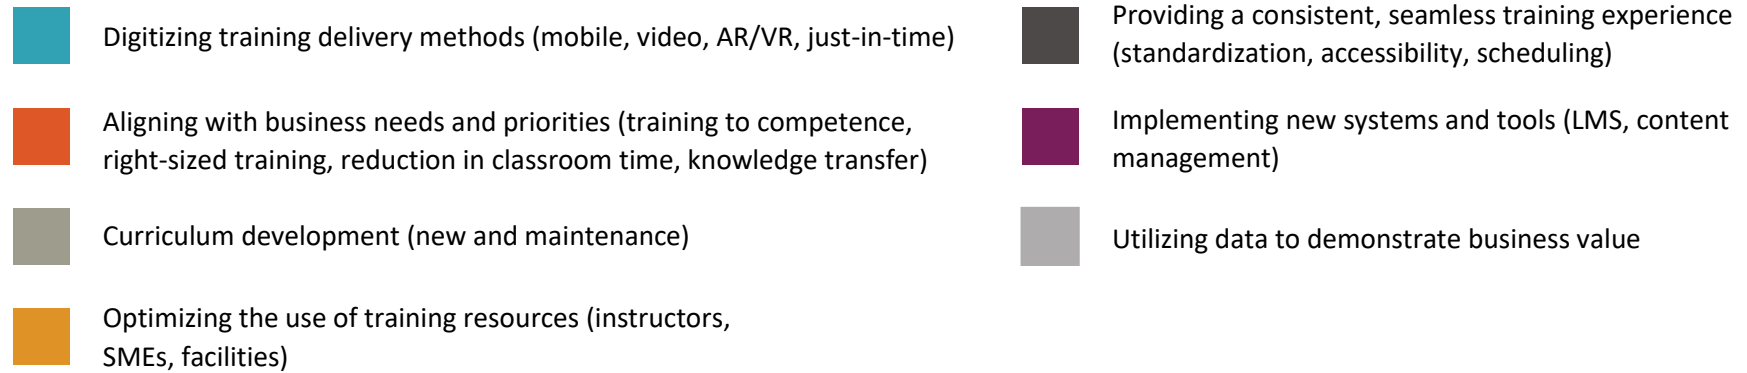 Digitizing training delivery methods (mobile, video, AR/VR, just-in-time)
Aligning with business needs and priorities (training to competence,
right-sized training, reduction in classroom time, knowledge transfer)
Curriculum development (new and maintenance)
Optimizing the use of training resources (instructors,
SMEs, facilities)
Providing a consistent, seamless training experience
(standardization, accessibility, scheduling)
Implementing new systems and tools (LMS, content
management)
Utilizing data to demonstrate business value